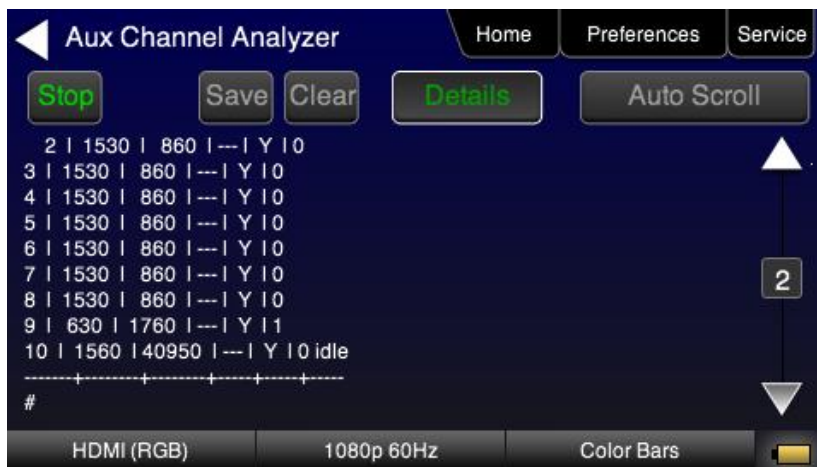 Aux Channel Analyzer Home Preferences Service
Stop Save Clear Details Auto Scroll
2 | 1530 | 860 |---| Y |0
3 | 1530 | 860 |---| Y |0
4 | 1530 | 860 |---| Y |0
5 | 1530 | 860 |---| Y |0
6 | 1530 | 860 |---| Y |0
7 | 1530 | 860 |---| Y |0
8 | 1530 | 860 |---| Y |0
9 | 630 | 1760 |---| Y |1
10 | 1560 |40950 |---| Y |0 idle
-------+--------+--------+-----+-----+-----
#
2
HDMI (RGB) 1080p 60Hz Color Bars